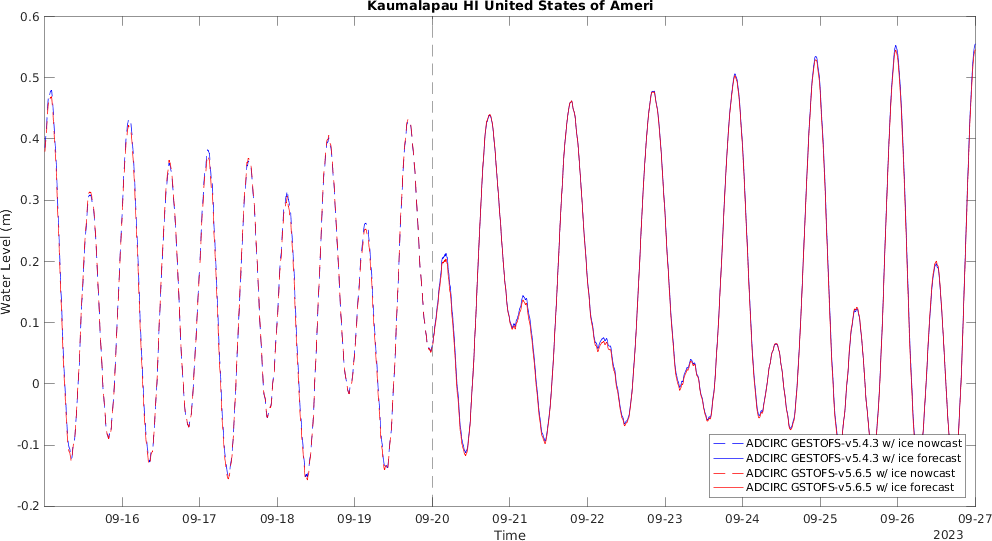 Kaumalapau HI United States of Ameri
Water Level (m)
0.6
0.5
0.4
0.3
0.2
0.1
0
-0.1
-0.2
ADCIRC GESTOFS-v5.4.3 w/ ice nowcast
ADCIRC GESTOFS-v5.4.3 w/ ice forecast
ADCIRC GSTOFS-v5.6.5 w/ ice nowcast
ADCIRC GSTOFS-v5.6.5 w/ ice forecast
09-16 09-17 09-18 09-19 09-20 09-21 09-22 09-23 09-24 09-25 09-26 09-27
Time
2023